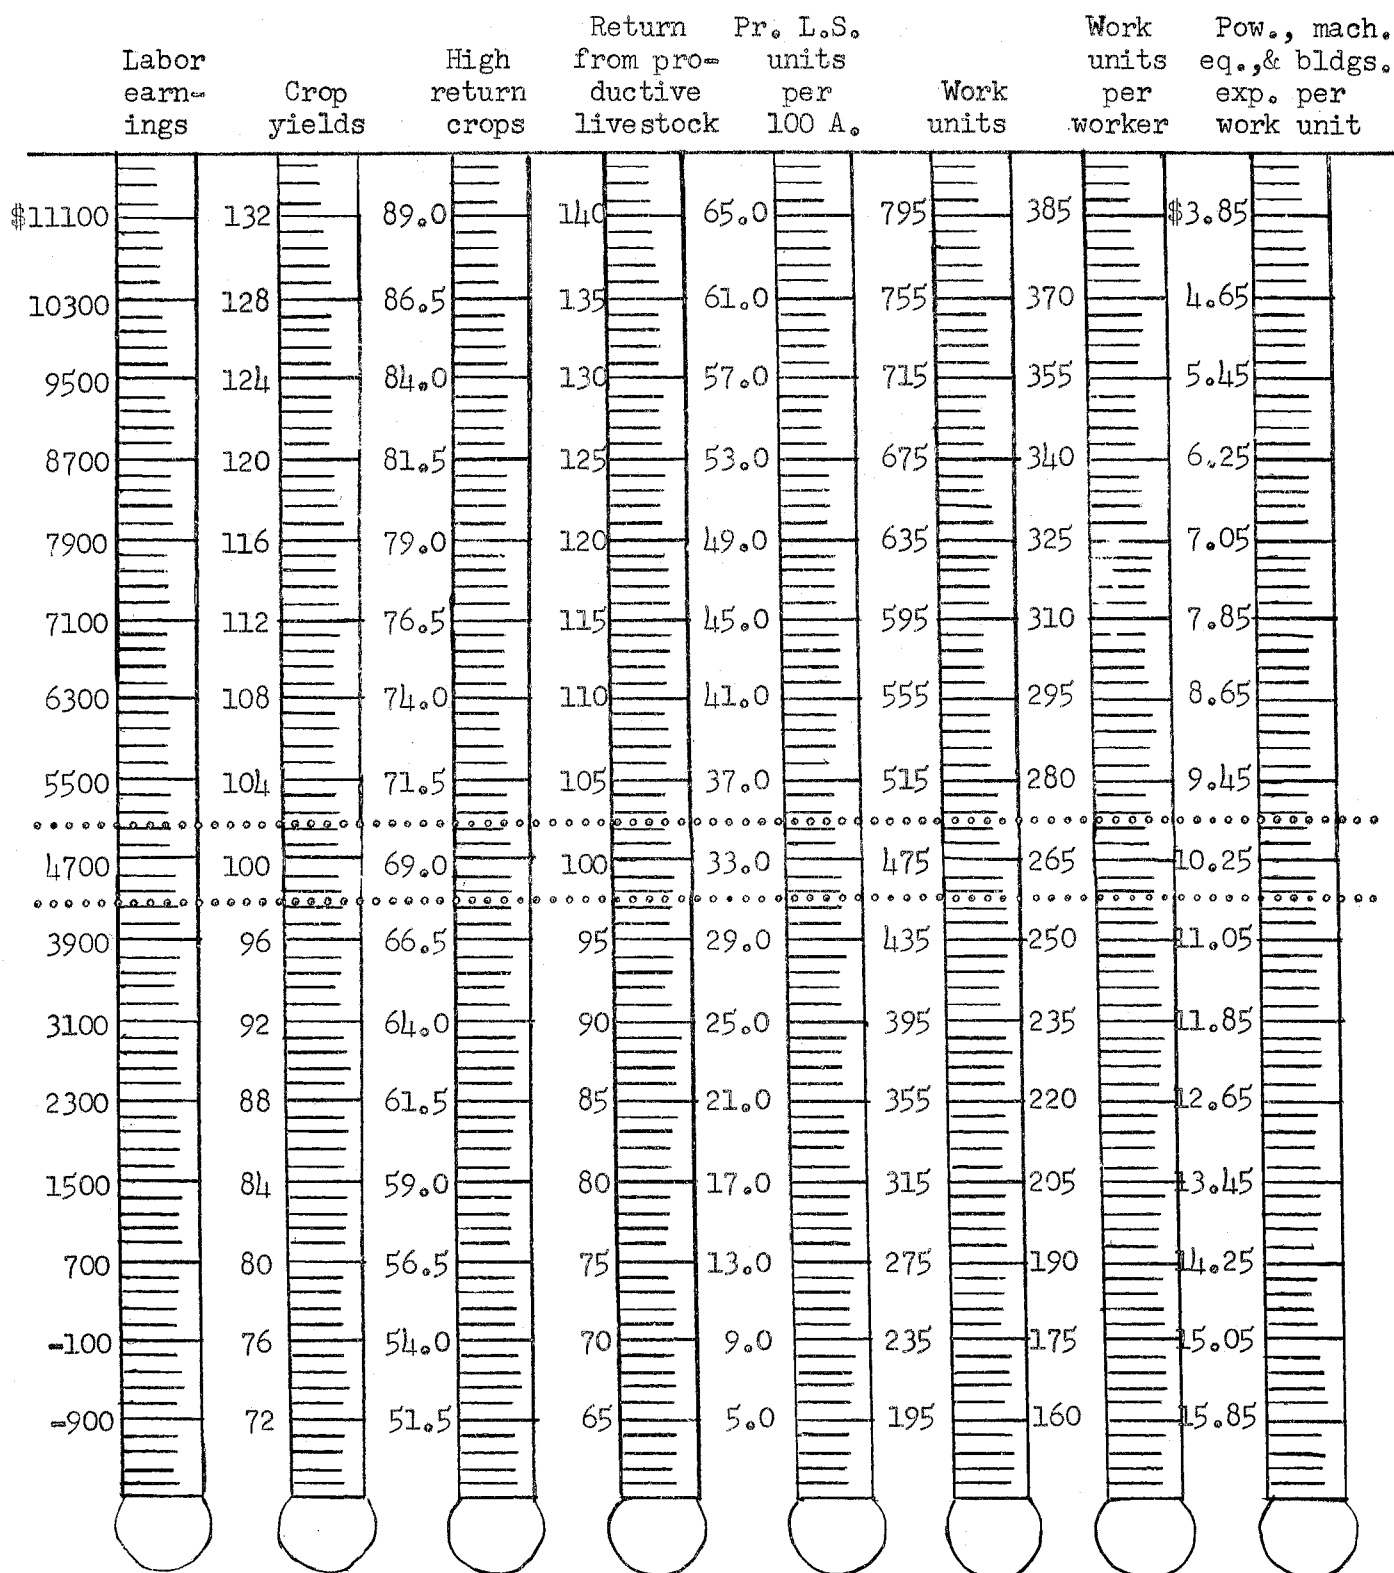 Return Pr. L.S. Work Pow., mach.
Labor High from pro- units units eq.,& bldgs.
earn- Crop return ductive per Work per exp. per
ings yields crops livestock 100 A. units worker work unit
$11100 132 89.0 140 65.0 795 385 $3.85
10300 128 86.5 135 61.0 755 370 4.65
9500 124 84.0 130 57.0 715 355 5.45
8700 120 81.5 125 53.0 675 340 6.25
7900 116 79.0 120 49.0 635 325 7.05
7100 112 76.5 115 45.0 595 310 7.85
6300 108 74.0 110 41.0 555 295 8.65
5500 104 71.5 105 37.0 515 280 9.45
4700 100 69.0 100 33.0 475 265 10.25
3900 96 66.5 95 29.0 435 250 11.05
3100 92 64.0 90 25.0 395 235 11.85
2300 88 61.5 85 21.0 355 220 12.65
1500 84 59.0 80 17.0 315 205 13.45
700 80 56.5 75 13.0 275 190 14.25
-100 76 54.0 70 9.0 235 175 15.05
-900 72 51.5 65 5.0 195 160 15.85